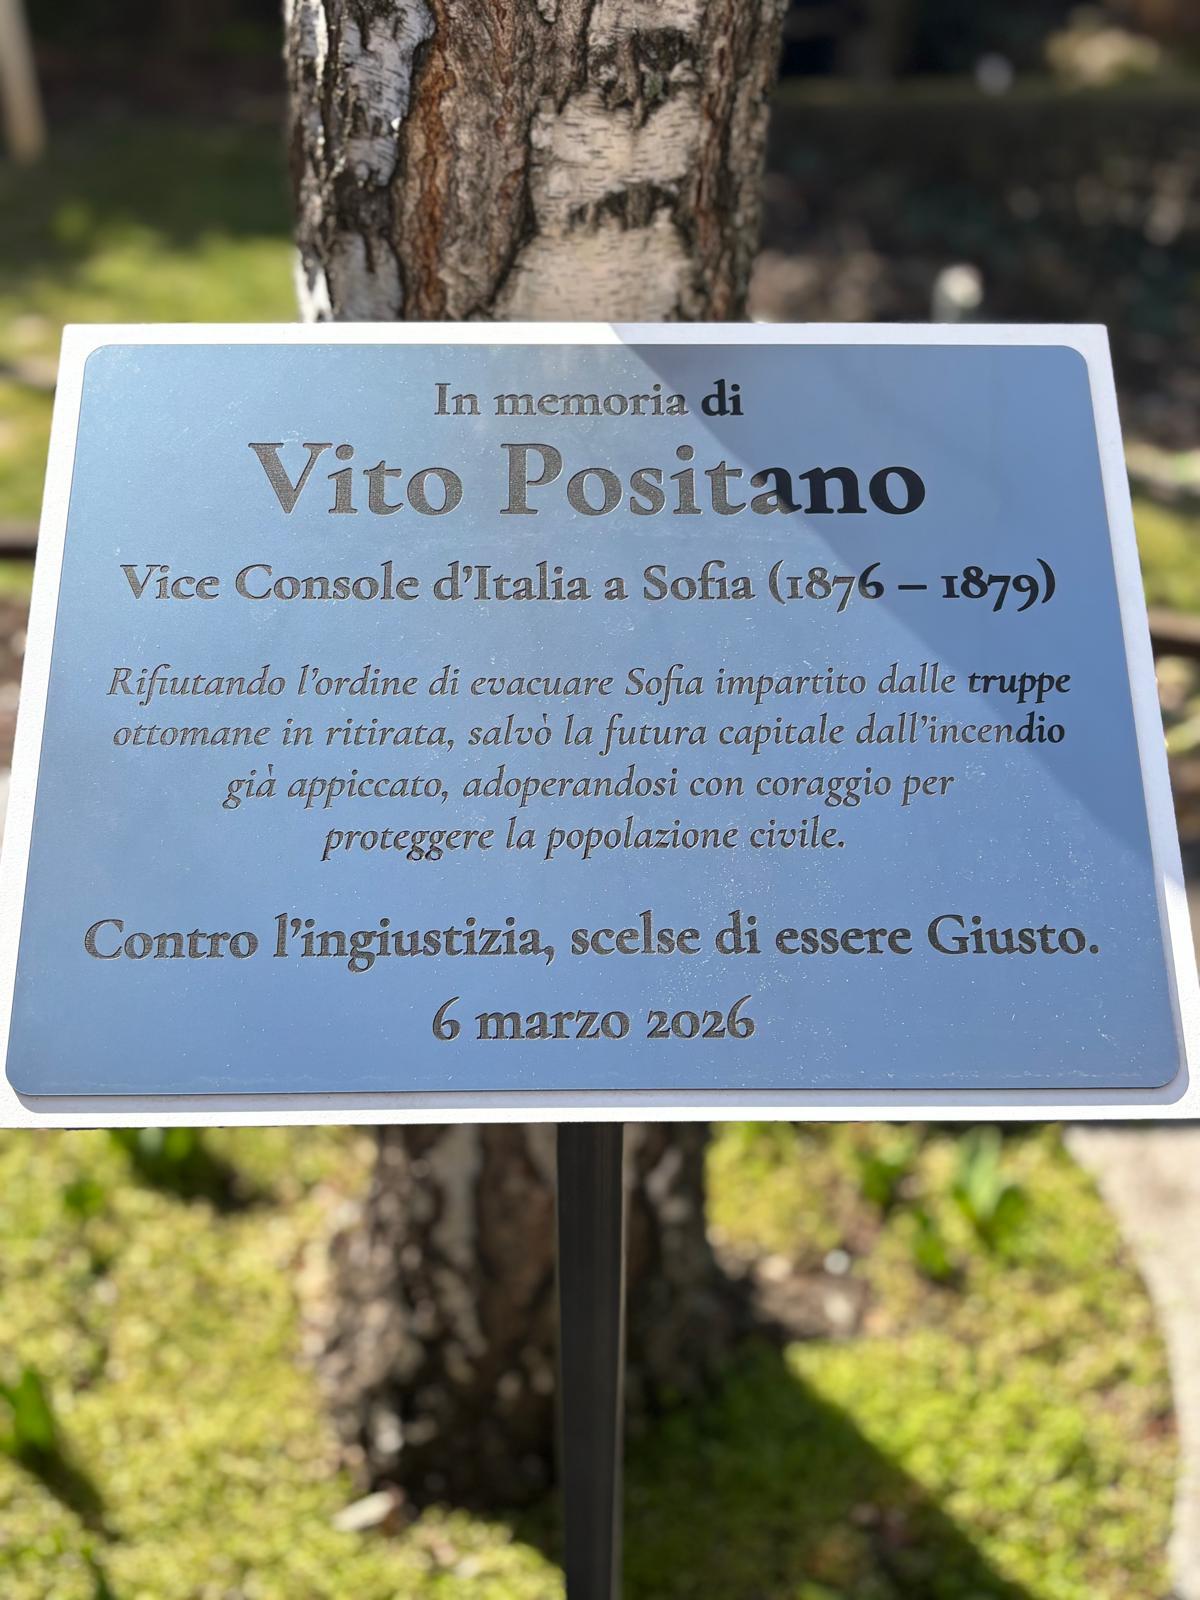 In memoria di
Vito Positano
Vice Console d’Italia a Sofia (1876 – 1879)
Rifiutando l’ordine di evacuare Sofia impartito dalle truppe
ottomane in ritirata, salvò la futura capitale dall’incendio
già appiccato, adoperandosi con coraggio per
proteggere la popolazione civile.
Contro l’ingiustizia, scelse di essere Giusto.
6 marzo 2026